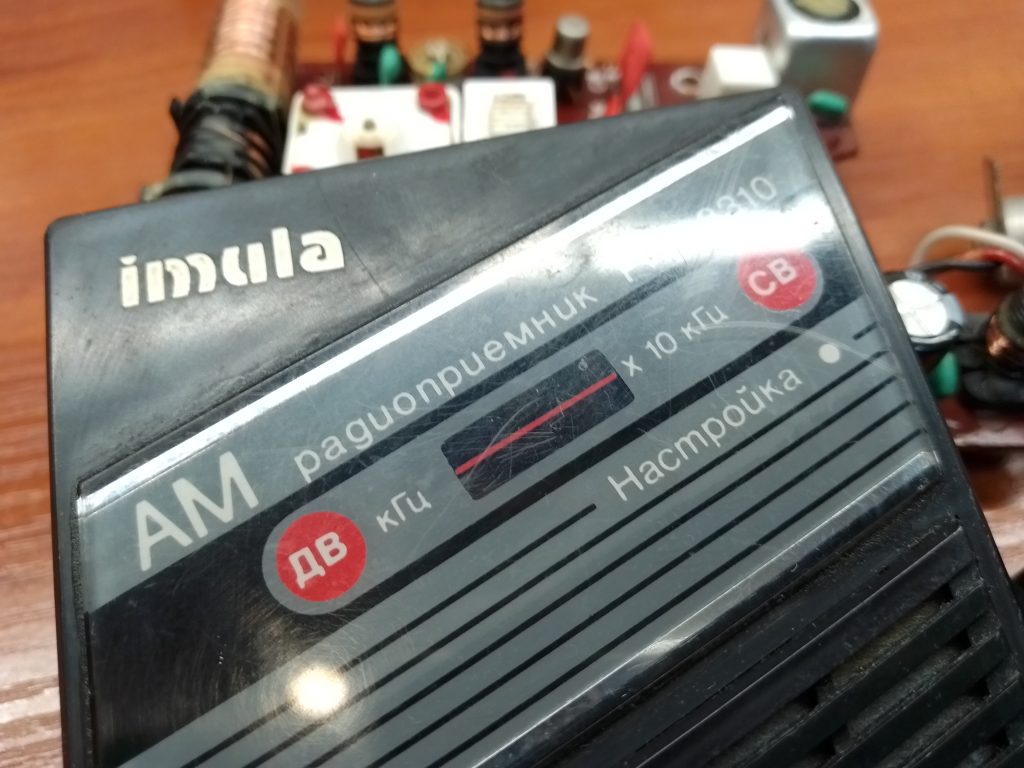 imula
AM радиоприемник
ДВ кГц x 10 кГц СВ
Настройка